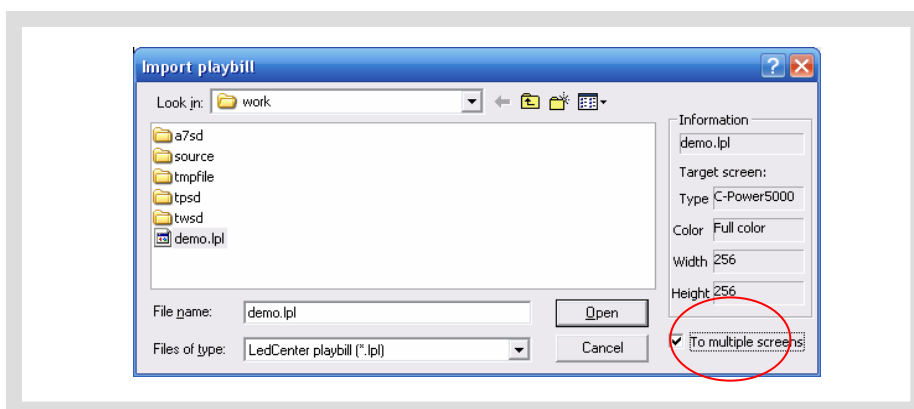 Import playbill
Look in: work
a7sd
source
tmpfile
tpsd
twsd
demo.lpl
File name: demo.lpl
Open
Files of type: LedCenter playbill (*.lpl)
Cancel
Information
demo.lpl
Target screen:
Type C-Power5000
Color Full color
Width 256
Height 256
To multiple screens